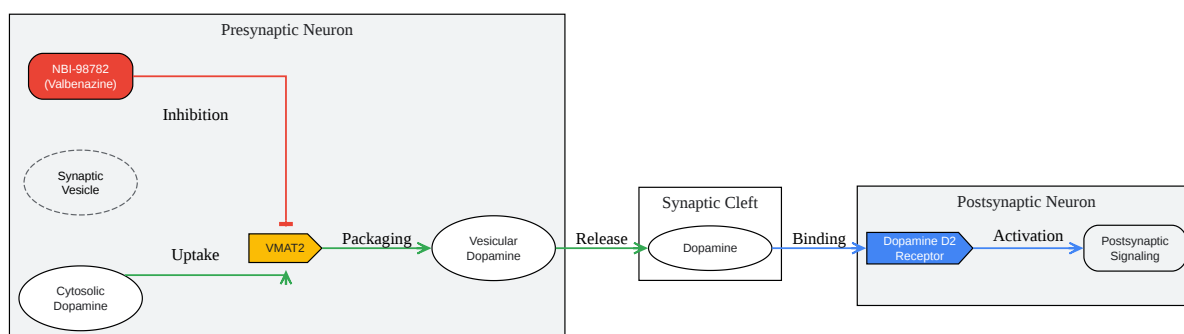 Presynaptic Neuron
NBI-98782
(Valbenazine)
Inhibition
Synaptic
Vesicle
Uptake
VMAT2
Packaging
Cytosolic
Dopamine
Vesicular
Dopamine
Release
Synaptic Cleft
Dopamine
Binding
Postsynaptic Neuron
Dopamine D2
Receptor
Activation
Postsynaptic
Signaling